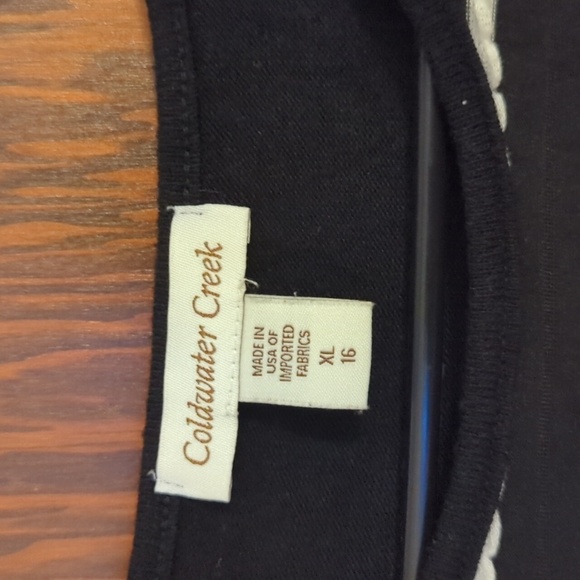 Coldwater Creek
MADE IN
USA OF
IMPORTED
FABRICS
XL
16